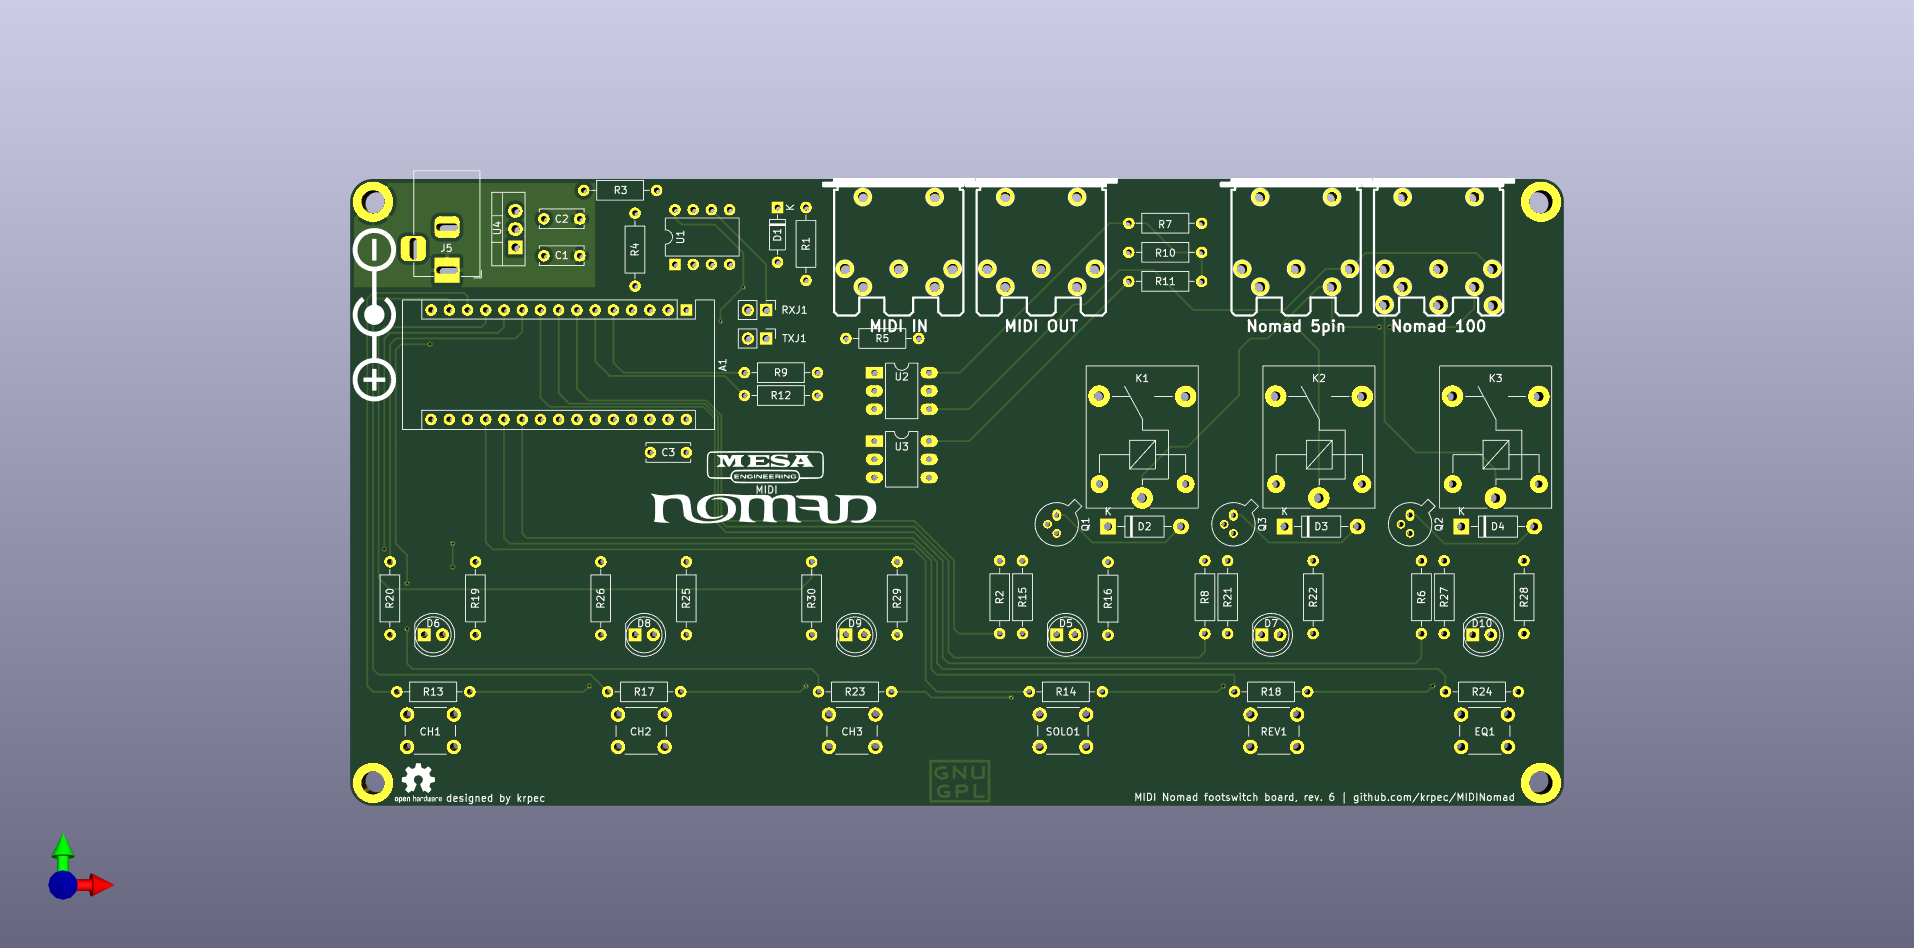 R3
C2
U4
J5
C1
R4
U1
D1
K
R1
RXJ1
TXJ1
A1
R9
R12
C3
MIDI IN
MIDI OUT
R5
U2
U3
R7
R10
R11
Nomad 5pin
Nomad 100
K1
K2
K3
MESA
ENGINEERING
MIDI
nomad
Q1
K
D2
Q3
K
D3
Q2
K
D4
R20
R19
R26
R25
R30
R29
R2
R15
R16
R8
R21
R22
R6
R27
R28
D6
D8
D9
D5
D7
D10
R13
R17
R23
R14
R18
R24
CH1
CH2
CH3
SOLO1
REV1
EQ1
GNU
GPL
open hardware
designed by krpec
MIDI Nomad footswitch board, rev. 6 | github.com/krpec/MIDINomad